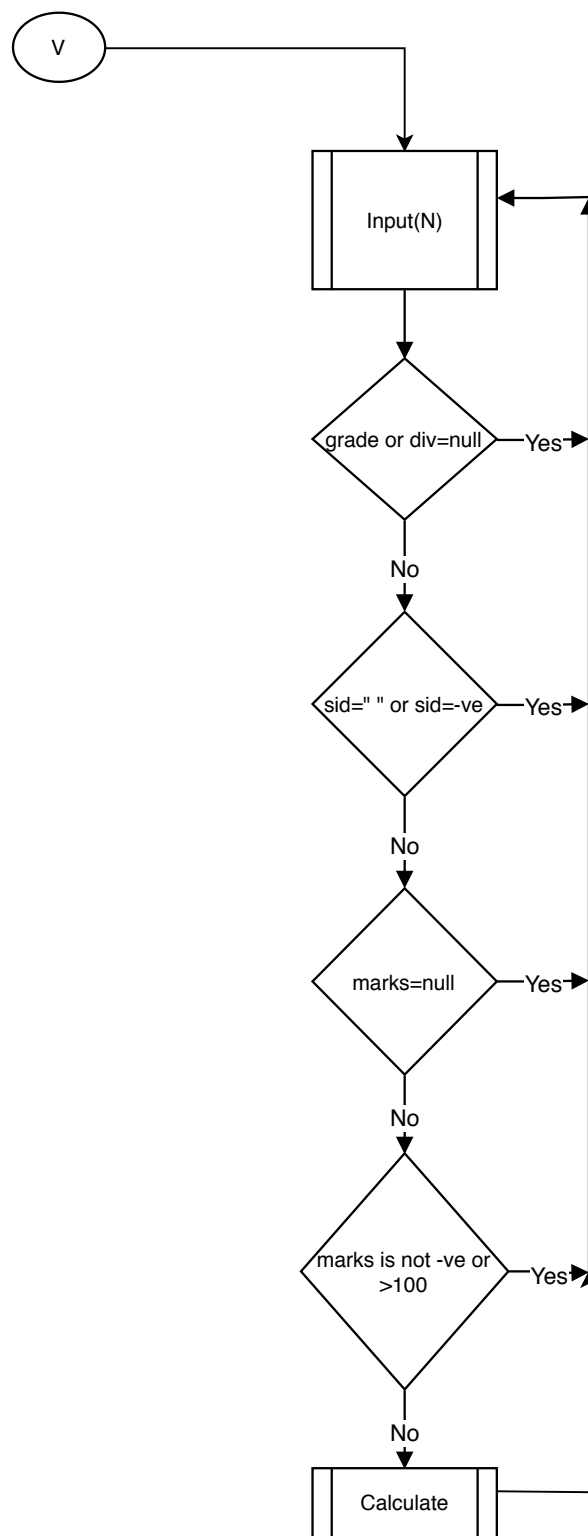 V
Input(N)
grade or div=null
Yes
No
sid=" " or sid=-ve
Yes
No
marks=null
Yes
No
marks is not -ve or
>100
Yes
No
Calculate